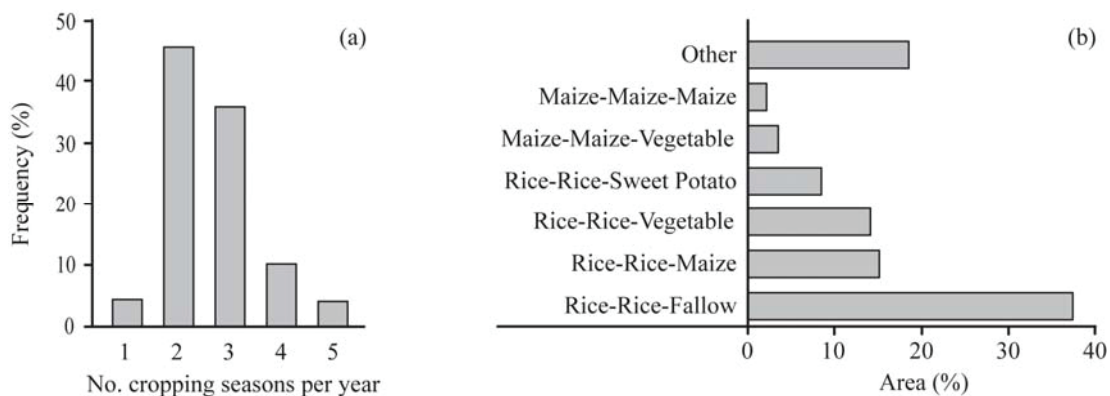 (a)
Frequency (%)
50
40
30
20
10
0
1 2 3 4 5
No. cropping seasons per year
(b)
Other
Maize-Maize-Maize
Maize-Maize-Vegetable
Rice-Rice-Sweet Potato
Rice-Rice-Vegetable
Rice-Rice-Maize
Rice-Rice-Fallow
0 10 20 30 40
Area (%)